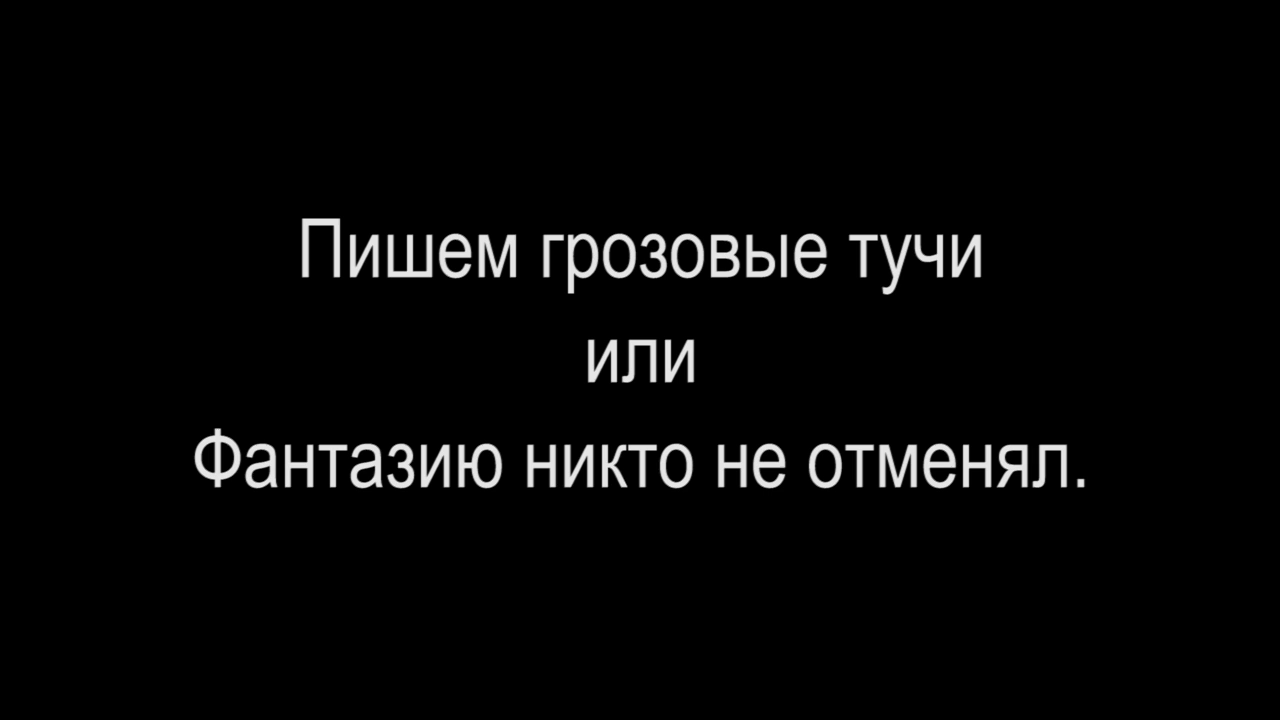 Пишем грозовые тучи
или
Фантазию никто не отменял.